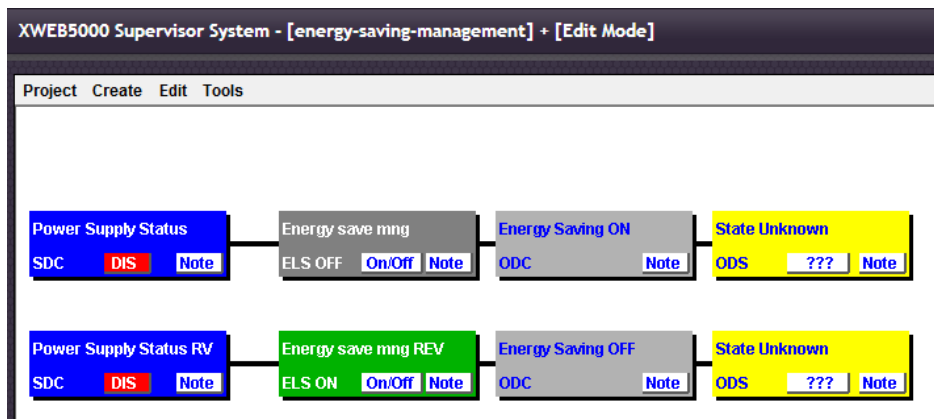 XWEB5000 Supervisor System - [energy-saving-management] + [Edit Mode]
Project Create Edit Tools
Power Supply Status
SDC DIS Note
Energy save mng
ELS OFF On/Off Note
Energy Saving ON
ODC Note
State Unknown
ODS ??? Note
Power Supply Status RV
SDC DIS Note
Energy save mng REV
ELS ON On/Off Note
Energy Saving OFF
ODC Note
State Unknown
ODS ??? Note